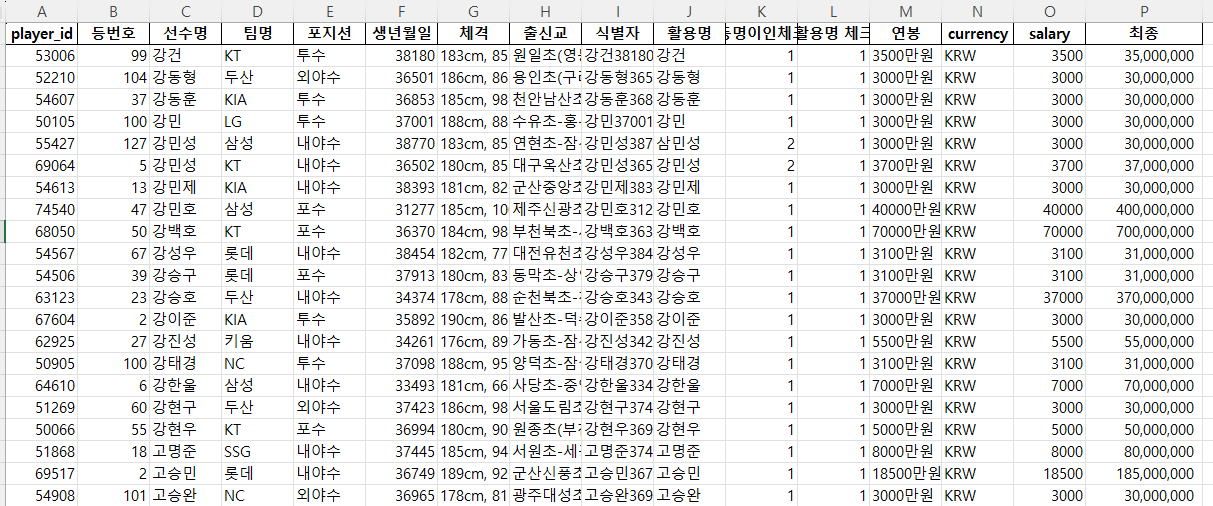 A B C D E F G H I J K L M N O P
player_id 등번호 선수명 팀명 포지션 생년월일 체격 출신교 식별자 활용명 동명이인체크 활용명 체크 연봉 currency salary 최종
53006 99 강건 KT 투수 38180 183cm, 85 원일초(영 강건38180 강건 1 1 3500만원 KRW 3500 35,000,000
52210 104 강동형 두산 외야수 36501 186cm, 86 용인초(구리 강동형365 강동형 1 1 3000만원 KRW 3000 30,000,000
54607 37 강동훈 KIA 투수 36853 185cm, 98 천안남산초 강동훈368 강동훈 1 1 3000만원 KRW 3000 30,000,000
50105 100 강민 LG 투수 37001 188cm, 88 수유초-홍 강민37001 강민 1 1 3000만원 KRW 3000 30,000,000
55427 127 강민성 삼성 내야수 38770 183cm, 85 연현초-잠 강민성387 삼민성 2 1 3000만원 KRW 3000 30,000,000
69064 5 강민성 KT 내야수 36502 180cm, 85 대구옥산초 강민성365 강민성 2 1 3700만원 KRW 3700 37,000,000
54613 13 강민제 KIA 내야수 38393 181cm, 82 군산중앙초 강민제383 강민제 1 1 3000만원 KRW 3000 30,000,000
74540 47 강민호 삼성 포수 31277 185cm, 10 제주신광초 강민호312 강민호 1 1 40000만원 KRW 40000 400,000,000
68050 50 강백호 KT 포수 36370 184cm, 98 부천북초- 강백호363 강백호 1 1 70000만원 KRW 70000 700,000,000
54567 67 강성우 롯데 내야수 38454 182cm, 77 대전유천초 강성우384 강성우 1 1 3100만원 KRW 3100 31,000,000
54506 39 강승구 롯데 포수 37913 180cm, 83 동막초-상 강승구379 강승구 1 1 3100만원 KRW 3100 31,000,000
63123 23 강승호 두산 내야수 34374 178cm, 88 순천북초- 강승호343 강승호 1 1 37000만원 KRW 37000 370,000,000
67604 2 강이준 KIA 투수 35892 190cm, 86 발산초-덕 강이준358 강이준 1 1 3000만원 KRW 3000 30,000,000
62925 27 강진성 키움 내야수 34261 176cm, 89 가동초-잠 강진성342 강진성 1 1 5500만원 KRW 5500 55,000,000
50905 100 강태경 NC 투수 37098 188cm, 95 양덕초-잠 강태경370 강태경 1 1 3100만원 KRW 3100 31,000,000
64610 6 강한울 삼성 내야수 33493 181cm, 66 사당초-중 강한울334 강한울 1 1 7000만원 KRW 7000 70,000,000
51269 60 강현구 두산 외야수 37423 186cm, 98 서울도림초 강현구374 강현구 1 1 3000만원 KRW 3000 30,000,000
50066 55 강현우 KT 포수 36994 180cm, 90 원종초(부천 강현우369 강현우 1 1 5000만원 KRW 5000 50,000,000
51868 18 고명준 SSG 내야수 37445 185cm, 94 서원초-세 고명준374 고명준 1 1 8000만원 KRW 8000 80,000,000
69517 2 고승민 롯데 내야수 36749 189cm, 92 군산신풍초 고승민367 고승민 1 1 18500만원 KRW 18500 185,000,000
54908 101 고승완 NC 외야수 36965 178cm, 81 광주대성초 고승완369 고승완 1 1 3000만원 KRW 3000 30,000,000